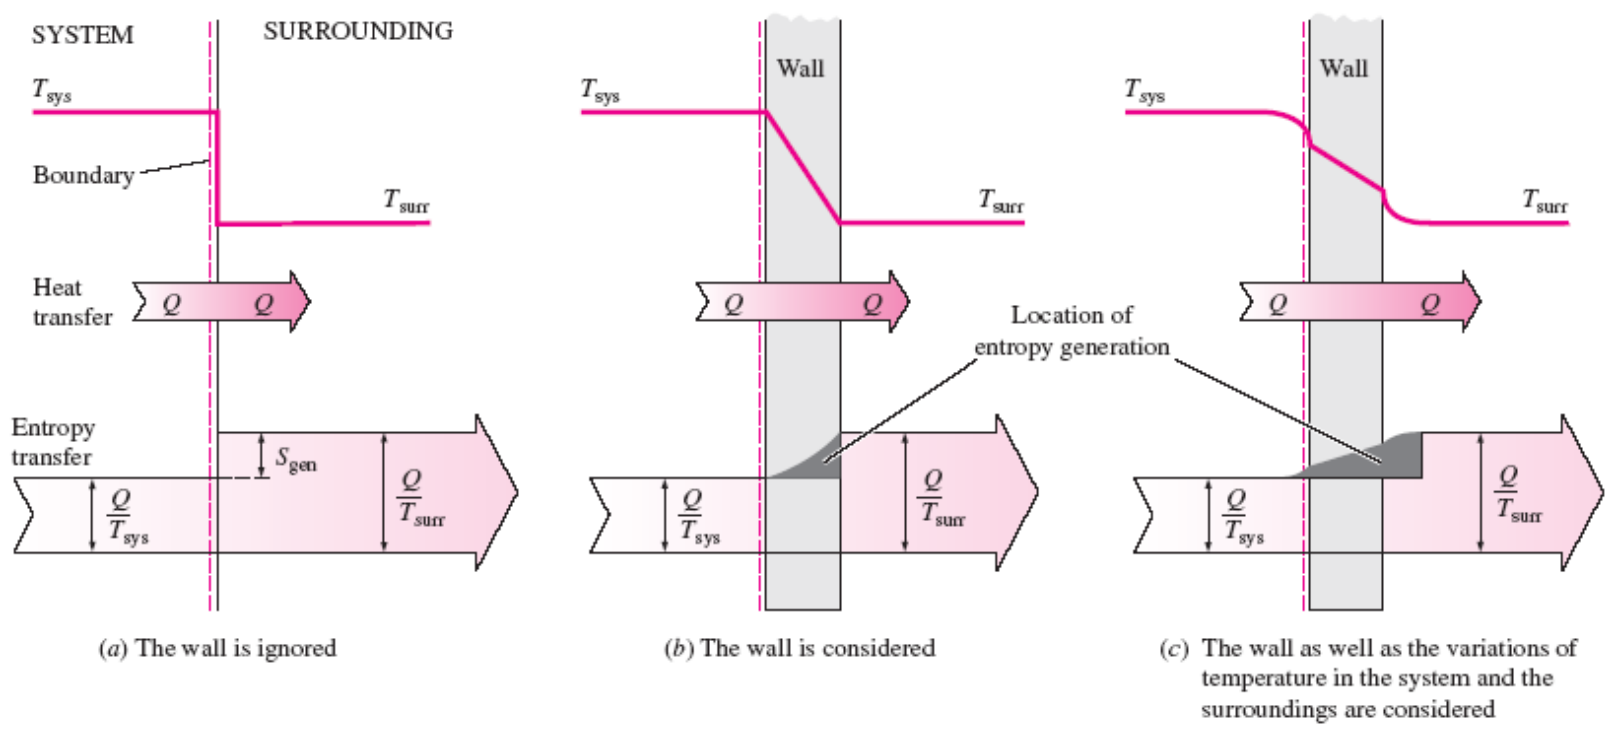 SYSTEM
SURROUNDING
T_sys
Boundary
T_surr
Heat
transfer
Q Q
Entropy
transfer
S_gen
Q
T_sys
Q
T_surr
(a) The wall is ignored
Wall
T_sys
T_surr
Q Q
Location of
entropy generation
Q
T_sys
Q
T_surr
(b) The wall is considered
Wall
T_sys
T_surr
Q Q
Q
T_sys
Q
T_surr
(c) The wall as well as the variations of
temperature in the system and the
surroundings are considered